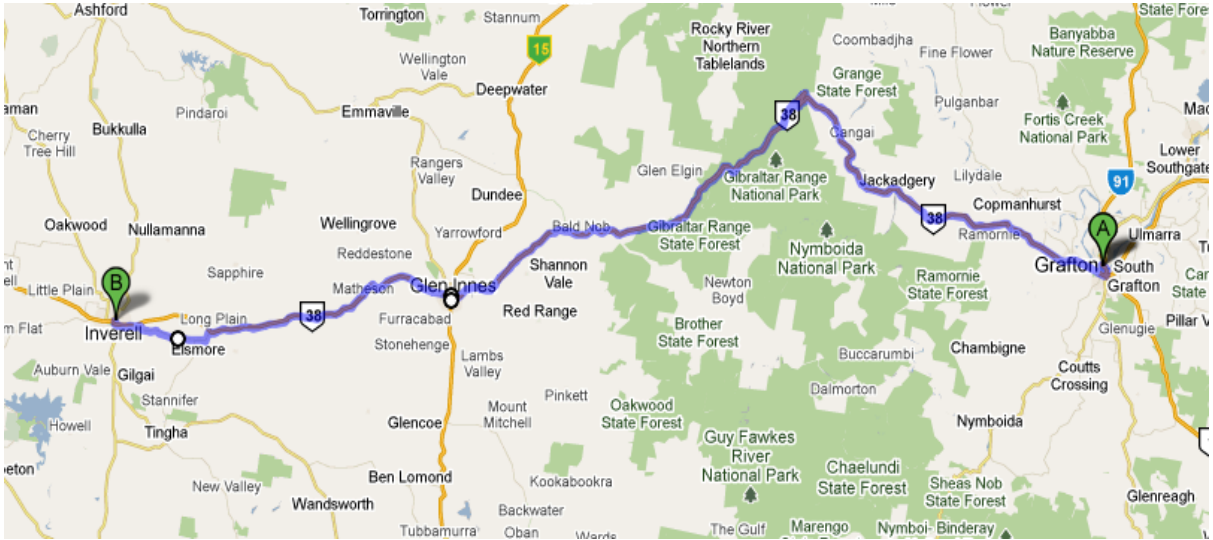 Ashford
Torrington
Stannum
Rocky River
Northern
Tablelands
Coombadjha
Fine Flower
State Forest
Banyabba
Nature Reserve
15
Wellington
Vale
Deepwater
Grange
State Forest
Pulganbar
Pindaroi
Emmaville
38
Fortis Creek
National Park
Bukkulla
Cherry
Tree Hill
Cangai
Lower
Southgate
Rangers
Valley
Glen Elgin
Gibraltar Range
National Park
Jackadgery
Lilydale
91
Dundee
38
Copmanhurst
Oakwood
Nullamanna
Wellingrove
Yarrowford
Bald Nob
Gibraltar Range
State Forest
Nymboida
National Park
Ramornie
A
Ulmarra
Reddestone
Sapphire
Shannon
Vale
Grafton
South
Grafton
B
Little Plain
Matheson
Glen Innes
Newton
Boyd
Ramornie
State Forest
Long Plain
38
Furracabad
Red Range
Inverell
Elsmore
Stonehenge
Brother
State Forest
Glenugie
Pillar V
Chambigne
Buccarumbi
Lambs
Valley
Auburn Vale
Gilgai
Coutts
Crossing
Stannifer
Pinkett
Dalmorton
Howell
Tingha
Glencoe
Mount
Mitchell
Oakwood
State Forest
Nymboida
Guy Fawkes
River
National Park
Chaelundi
State Forest
Ben Lomond
Kookabookra
New Valley
Sheas Nob
State Forest
Glenreagh
Wandsworth
Backwater
Tubbamurra
Oban
Wards
The Gulf
Marengo
Nymboi- Binderay